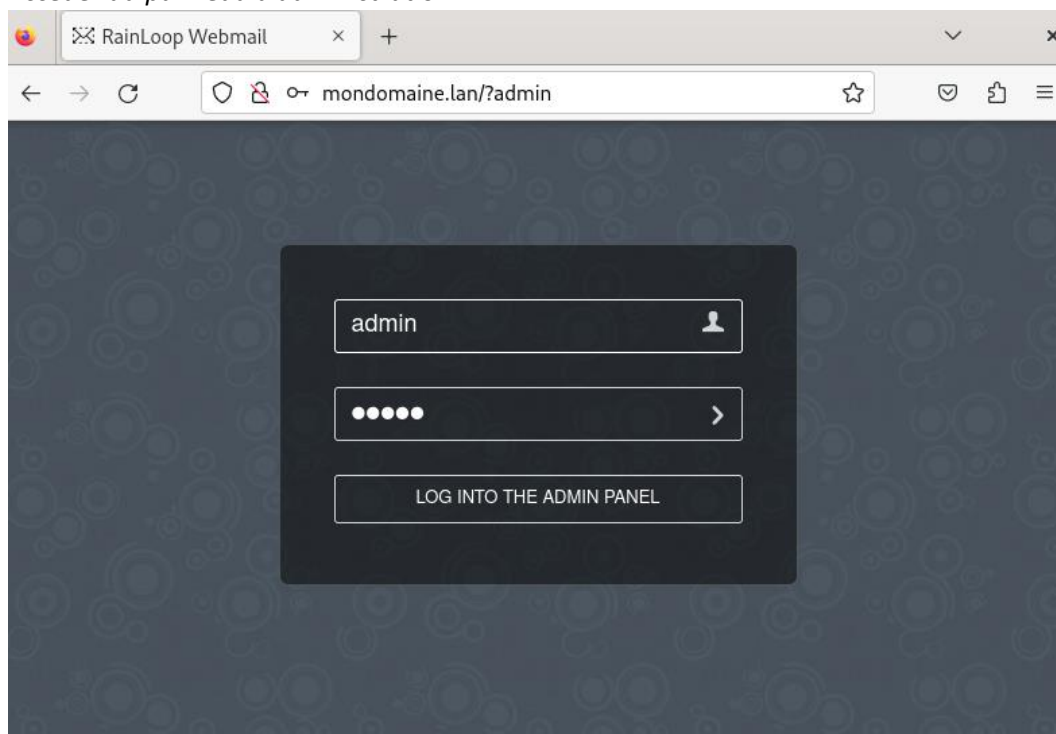 RainLoop Webmail
mondomaine.lan/?admin
admin
LOG INTO THE ADMIN PANEL